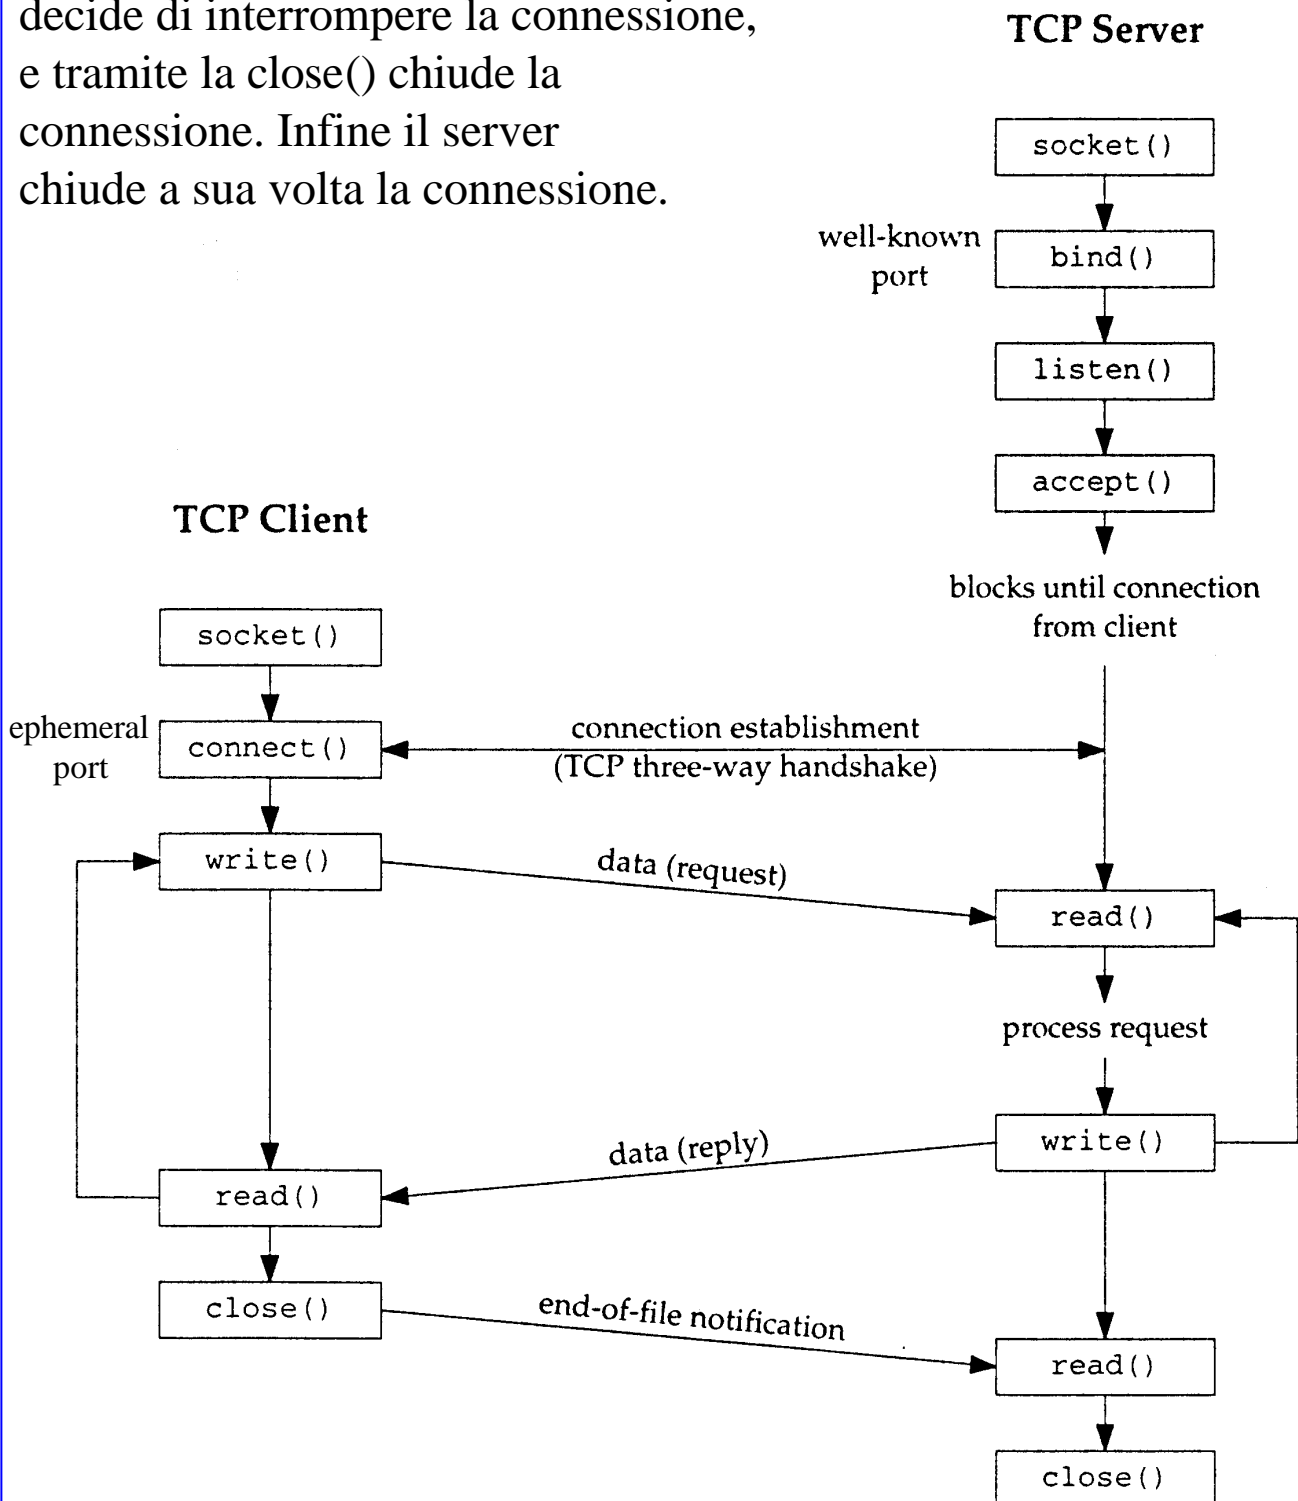 decide di interrompere la connessione,
e tramite la close() chiude la
connessione. Infine il server
chiude a sua volta la connessione.
TCP Server
socket()
well-known
port
bind()
listen()
accept()
blocks until connection
from client
TCP Client
socket()
ephemeral
port
connect()
connection establishment
(TCP three-way handshake)
write()
data (request)
read()
process request
write()
data (reply)
read()
close()
end-of-file notification
read()
close()